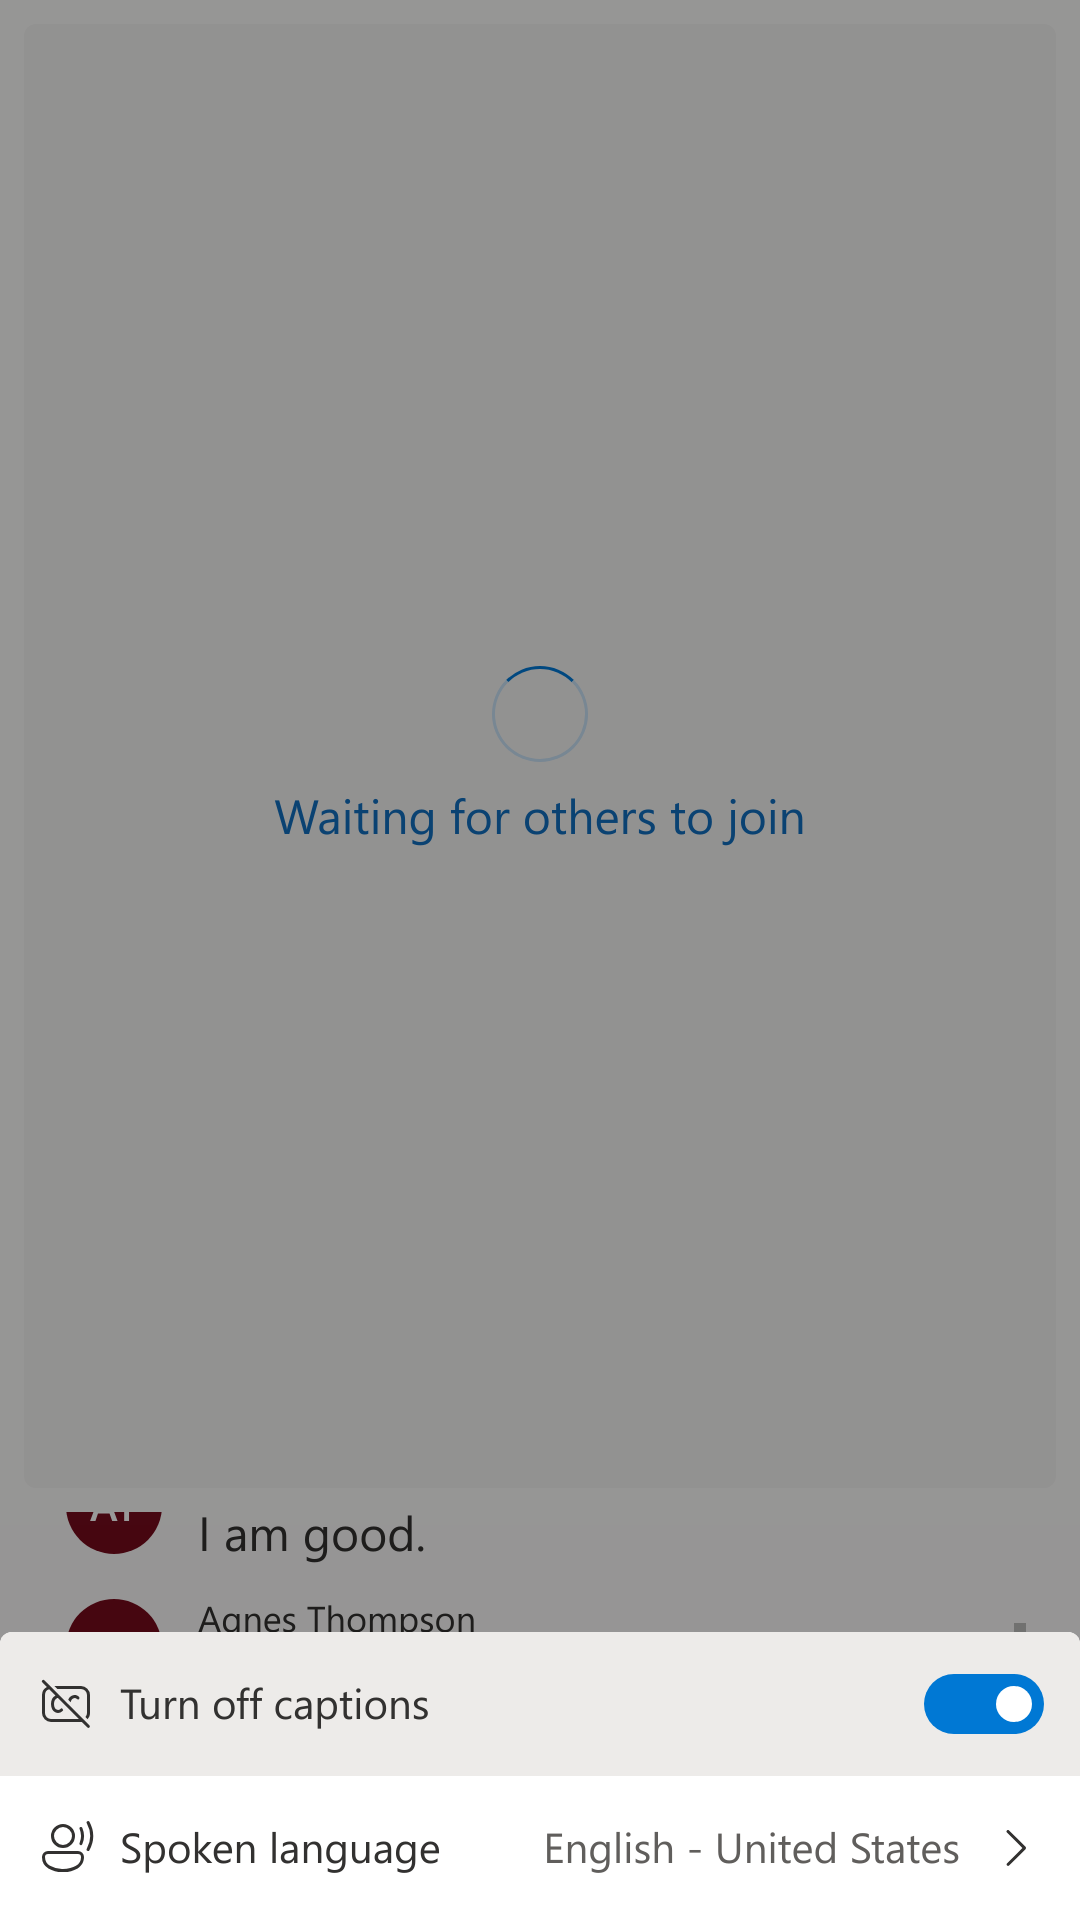 Waiting for others to join
I am good.
Agnes Thompson
Turn off captions
Spoken language English - United States